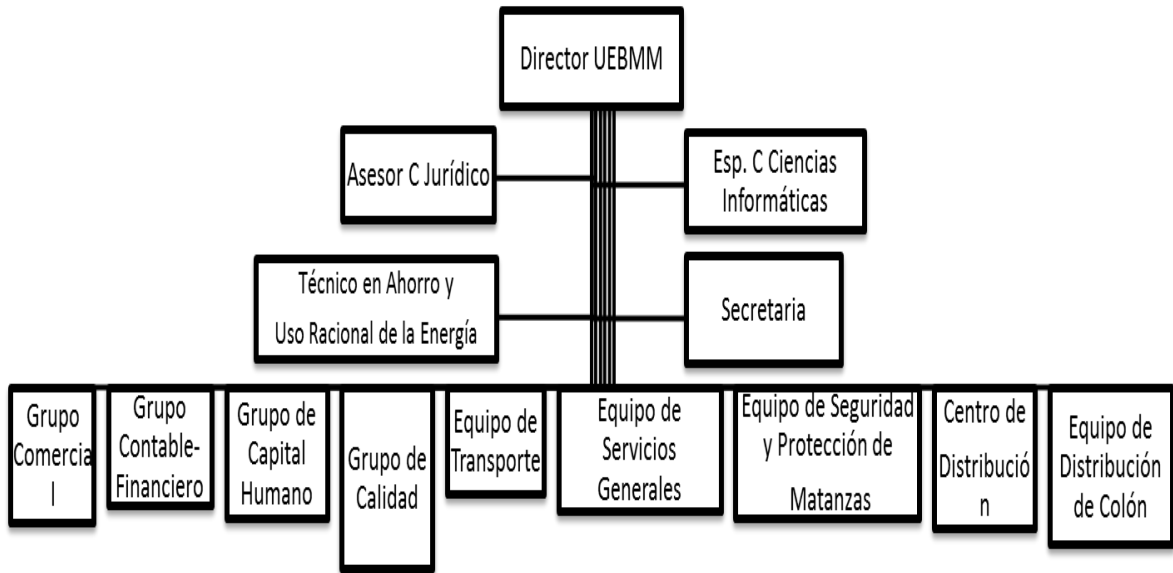 Director UEBMM
Asesor C Jurídico
Esp. C Ciencias
Informáticas
Técnico en Ahorro y
Uso Racional de la Energía
Secretaria
Grupo
Comercia
l
Grupo
Contable-
Financiero
Grupo de
Capital
Humano
Grupo de
Calidad
Equipo de
Transporte
Equipo de
Servicios
Generales
Equipo de Seguridad
y Protección de
Matanzas
Centro de
Distribució
n
Equipo de
Distribución
de Colón